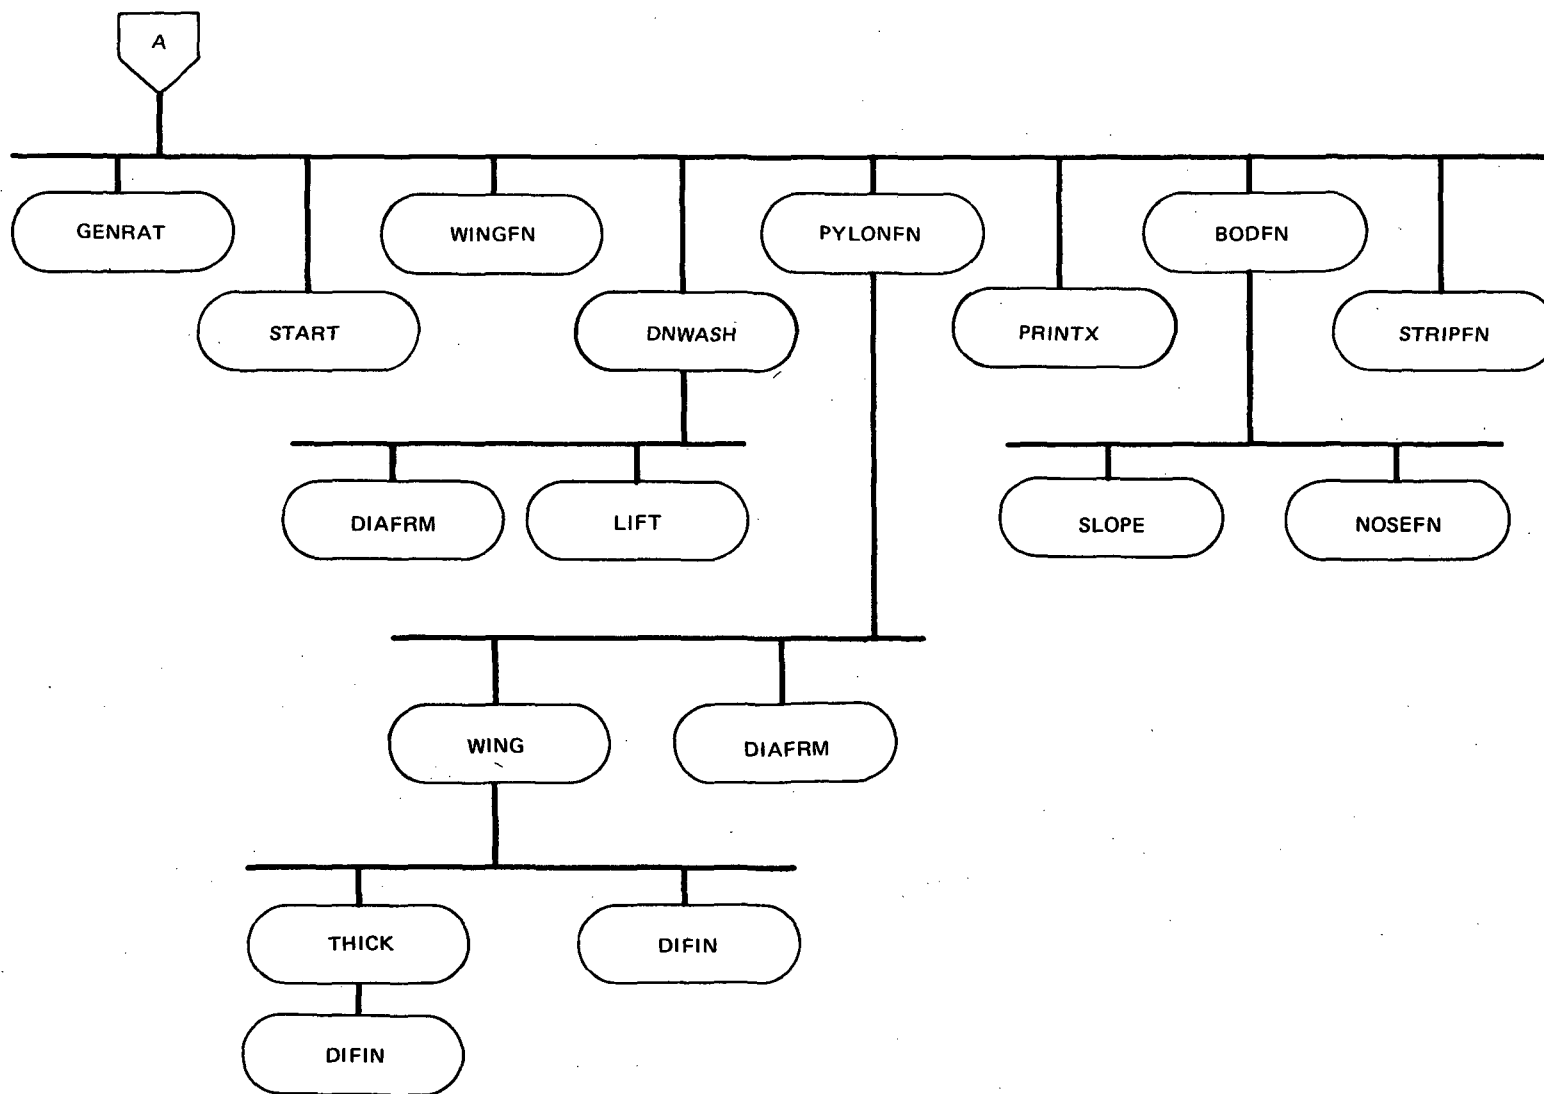 A
GENRAT
WINGFN
PYLONFN
BODFN
START
DNWASH
PRINTX
STRIPFN
DIAFRM
LIFT
SLOPE
NOSEFN
WING
DIAFRM
THICK
DIFIN
DIFIN